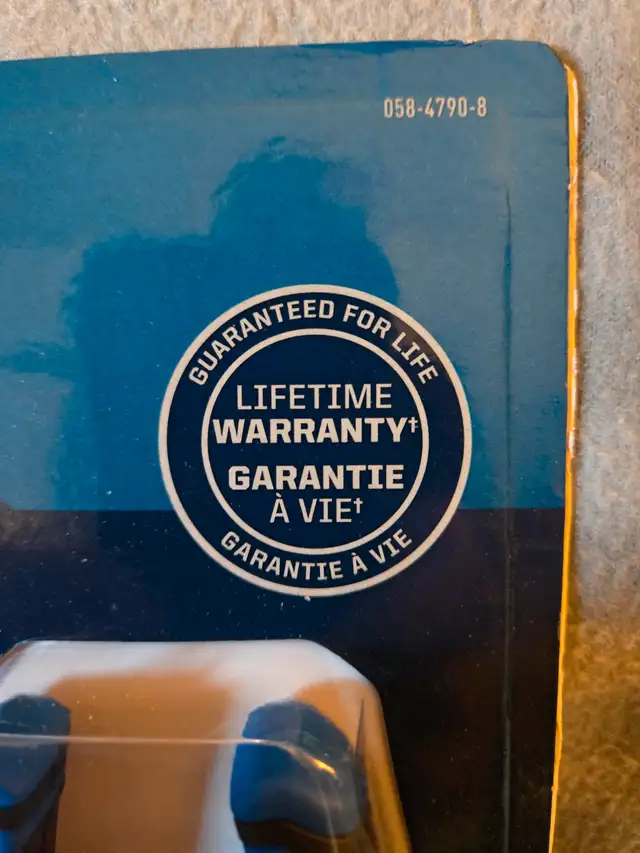 058-4790-8
GUARANTEED FOR LIFE
LIFETIME
WARRANTY‡
GARANTIE
À VIE†
GARANTIE À VIE